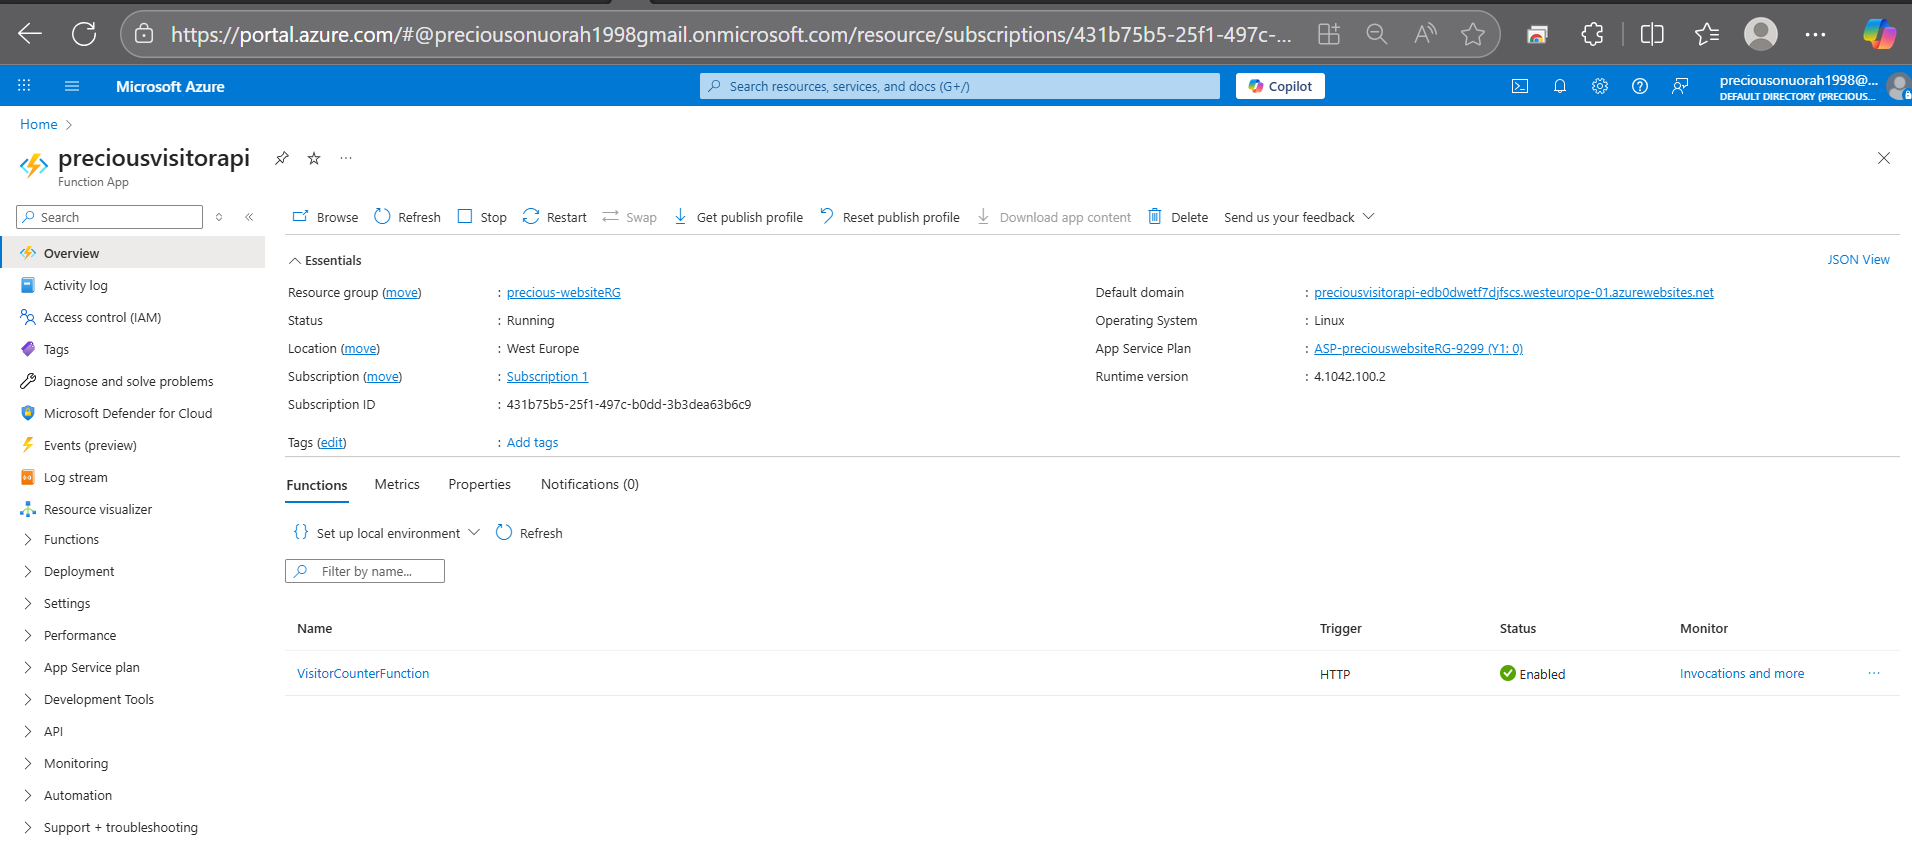 https://portal.azure.com/#@preciousonuorah1998gmail.onmicrosoft.com/resource/subscriptions/431b75b5-25f1-497c-...
Microsoft Azure
Search resources, services, and docs (G+/)
Copilot
preciousonuorah1998@...
DEFAULT DIRECTORY (PRECIOUS...
Home
preciousvisitorapi
Function App
Search
Browse Refresh Stop Restart Swap Get publish profile Reset publish profile Download app content Delete Send us your feedback
Overview
Activity log
Access control (IAM)
Tags
Diagnose and solve problems
Microsoft Defender for Cloud
Events (preview)
Log stream
Resource visualizer
Functions
Deployment
Settings
Performance
App Service plan
Development Tools
API
Monitoring
Automation
Support + troubleshooting
Essentials
JSON View
Resource group (move) : precious-websiteRG
Status : Running
Location (move) : West Europe
Subscription (move) : Subscription 1
Subscription ID : 431b75b5-25f1-497c-b0dd-3b3dea63b6c9
Tags (edit) : Add tags
Default domain : preciousvisitorapi-edb0dwetf7djfscs.westeurope-01.azurewebsites.net
Operating System : Linux
App Service Plan : ASP-preciouswebsiteRG-9299 (Y1: 0)
Runtime version : 4.1042.100.2
Functions Metrics Properties Notifications (0)
Set up local environment Refresh
Filter by name...
Name Trigger Status Monitor
VisitorCounterFunction HTTP Enabled Invocations and more